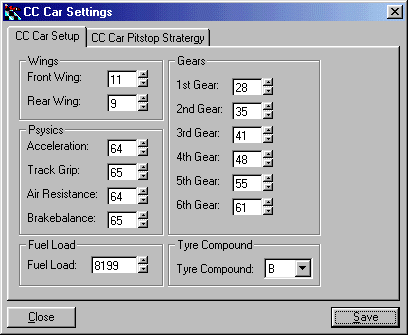 CC Car Settings
CC Car Setup
CC Car Pitstop Stratergy
Wings
Front Wing: 11
Rear Wing: 9
Psysics
Acceleration: 64
Track Grip: 65
Air Resistance: 64
Brakebalance: 65
Fuel Load
Fuel Load: 8199
Gears
1st Gear: 28
2nd Gear: 35
3rd Gear: 41
4th Gear: 48
5th Gear: 55
6th Gear: 61
Tyre Compound
Tyre Compound: B
Close
Save